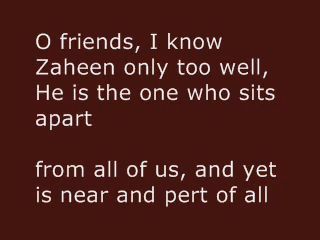 O friends, I know
Zaheen only too well,
He is the one who sits
apart
from all of us, and yet
is near and pert of all